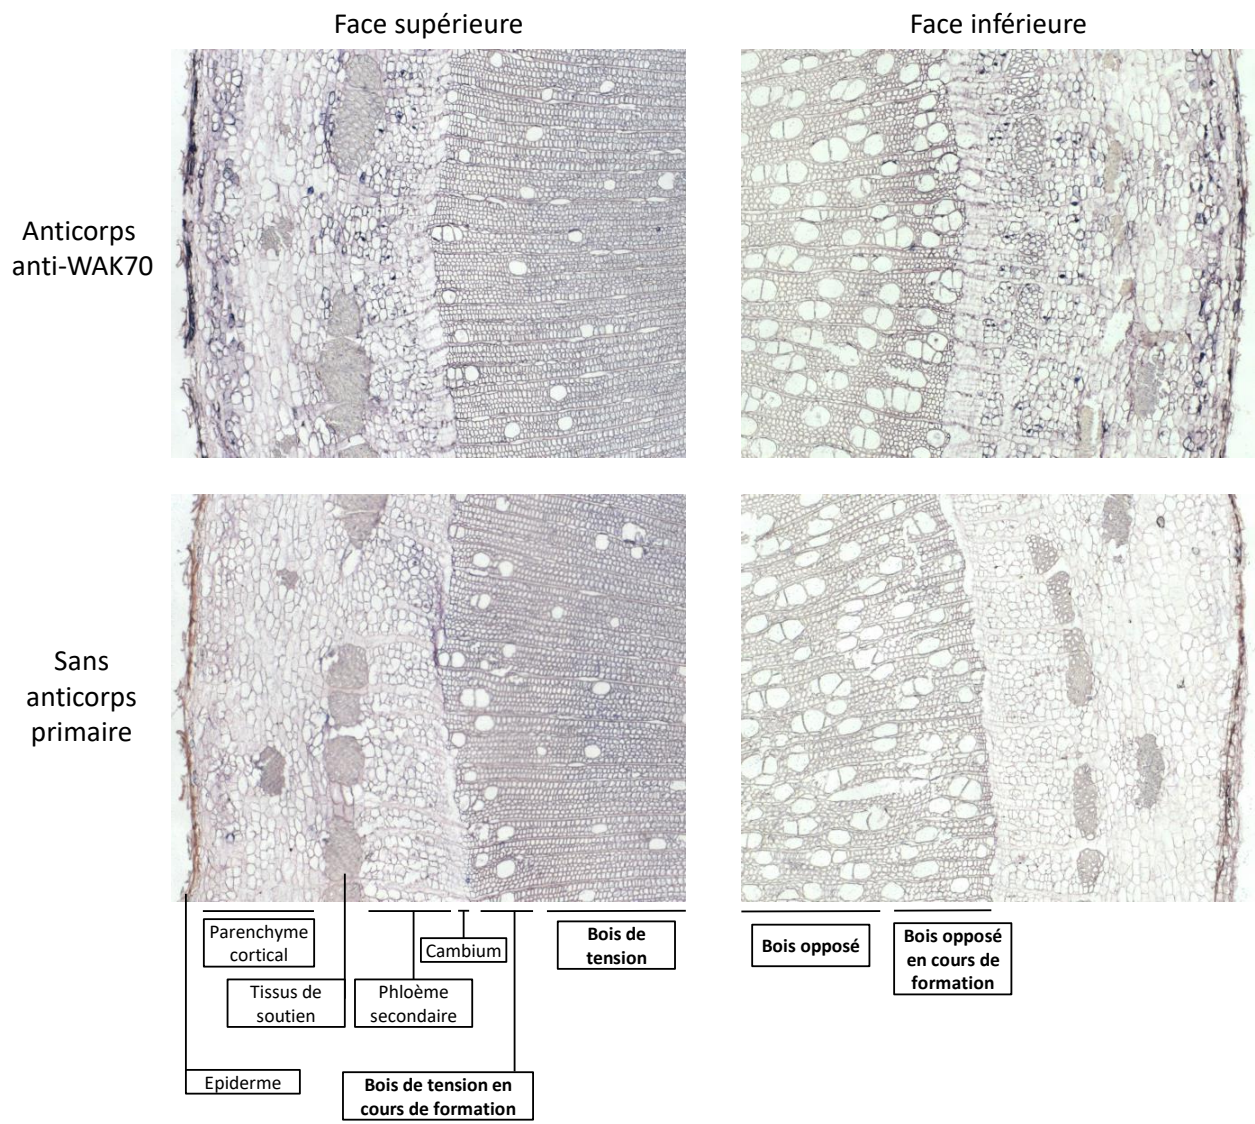 Face supérieure
Face inférieure
Anticorps
anti-WAK70
Sans
anticorps
primaire
Parenchyme
cortical
Cambium
Bois de
tension
Bois opposé
Bois opposé
en cours de
formation
Tissus de
soutien
Phloème
secondaire
Epiderme
Bois de tension en
cours de formation